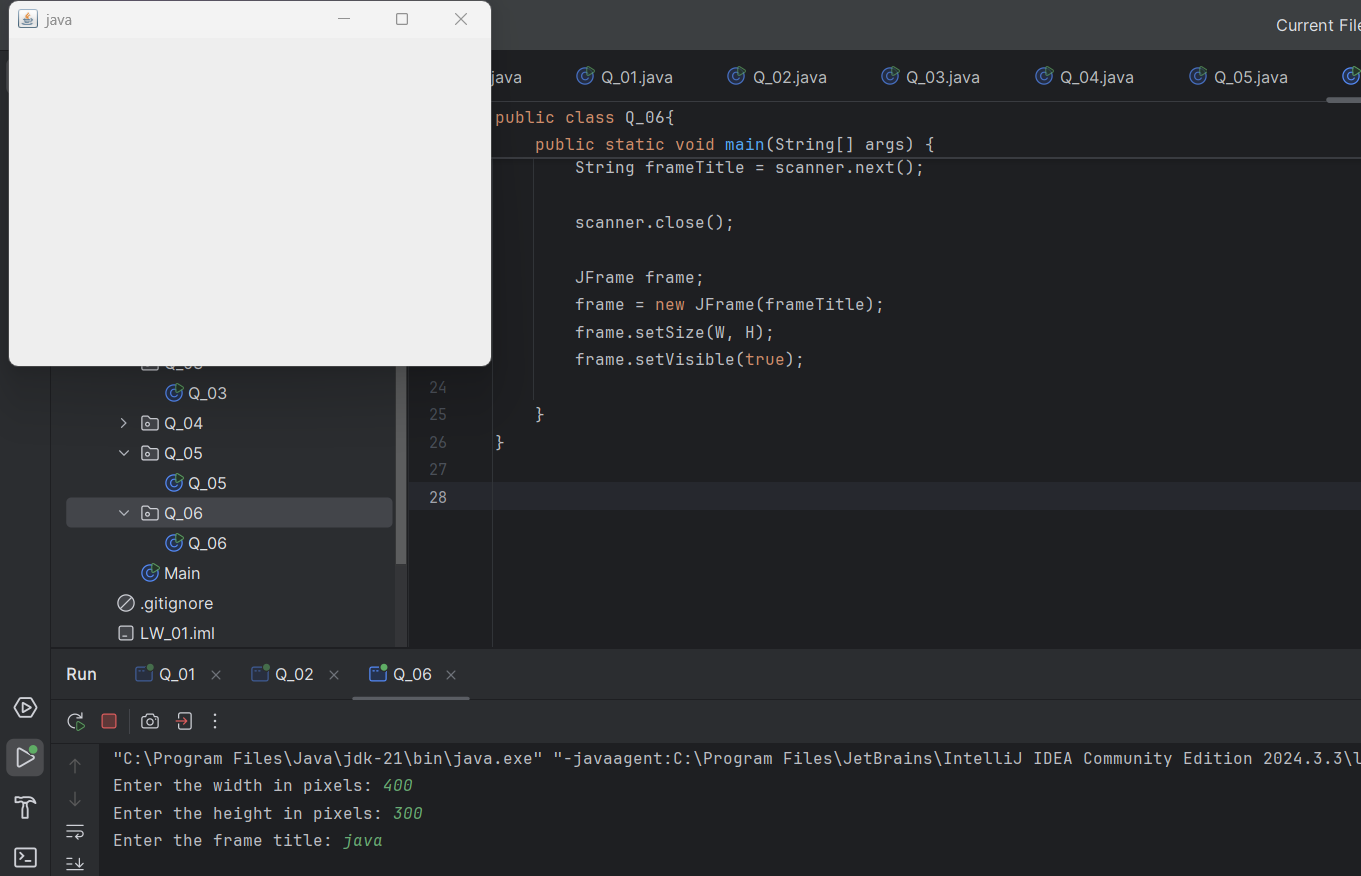 java
Current File
java Q_01.java Q_02.java Q_03.java Q_04.java Q_05.java
public class Q_06{
public static void main(String[] args) {
String frameTitle = scanner.next();
scanner.close();
JFrame frame;
frame = new JFrame(frameTitle);
frame.setSize(W, H);
frame.setVisible(true);
24
25 }
26 }
27
28
Q_03
Q_04
Q_05
Q_05
Q_06
Q_06
Main
.gitignore
LW_01.iml
Run Q_01 Q_02 Q_06
"C:\Program Files\Java\jdk-21\bin\java.exe" "-javaagent:C:\Program Files\JetBrains\IntelliJ IDEA Community Edition 2024.3.3\l
Enter the width in pixels: 400
Enter the height in pixels: 300
Enter the frame title: java